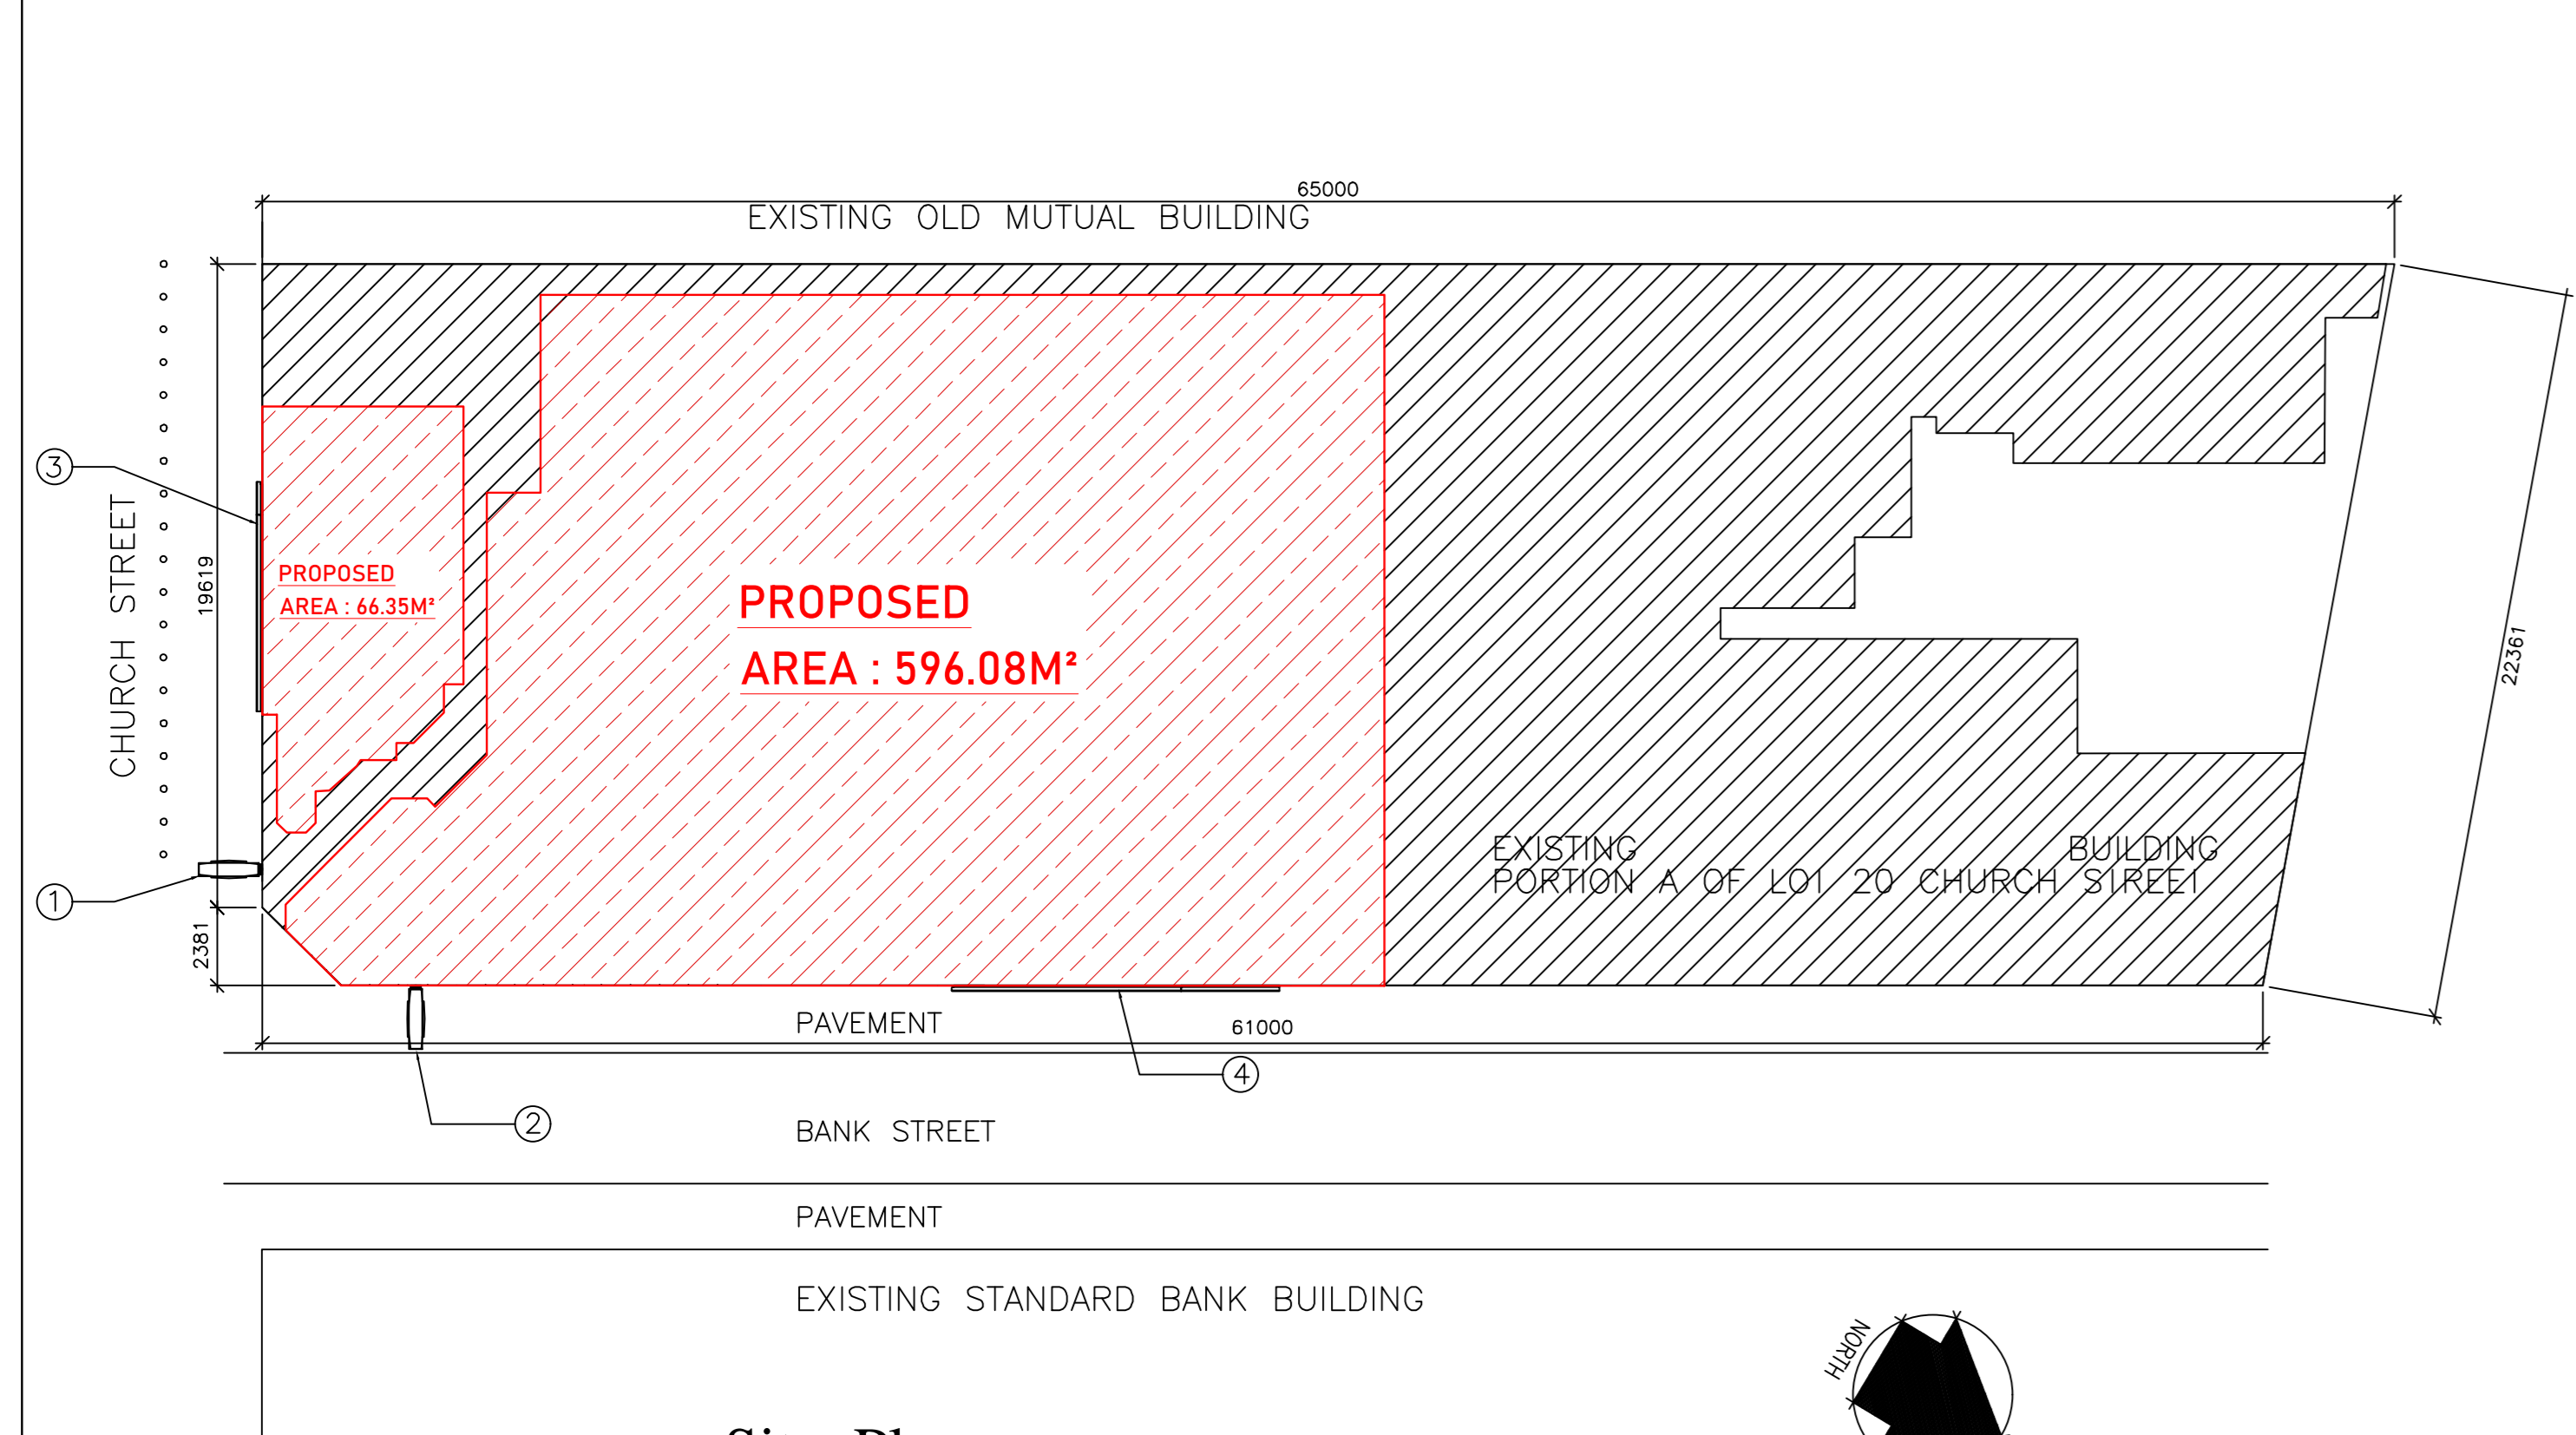 65000
EXISTING OLD MUTUAL BUILDING
3
CHURCH STREET
19619
PROPOSED
AREA : 66.35M²
PROPOSED
AREA : 596.08M²
22361
EXISTING BUILDING
PORTION A OF LOT 20 CHURCH STREET
1
2381
PAVEMENT
61000
4
2
BANK STREET
PAVEMENT
EXISTING STANDARD BANK BUILDING
NORTH